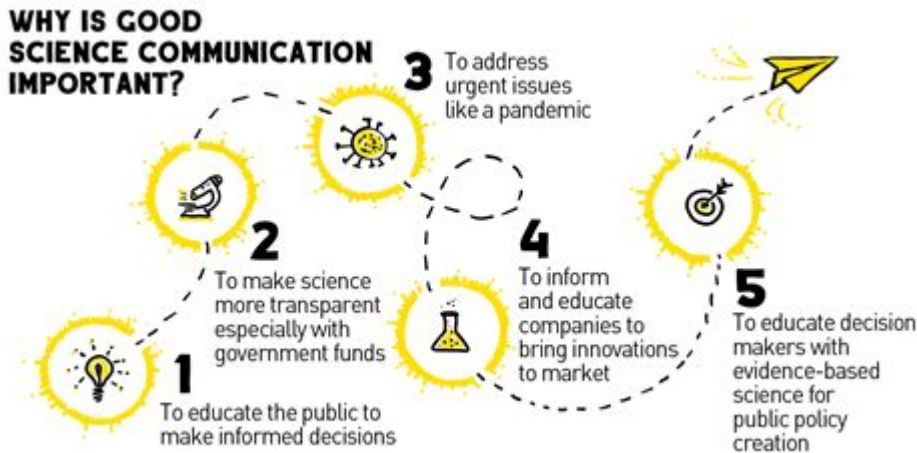 WHY IS GOOD
SCIENCE COMMUNICATION
IMPORTANT?
1
To educate the public to
make informed decisions
2
To make science
more transparent
especially with
government funds
3
To address
urgent issues
like a pandemic
4
To inform
and educate
companies to
bring innovations
to market
5
To educate decision
makers with
evidence-based
science for
public policy
creation